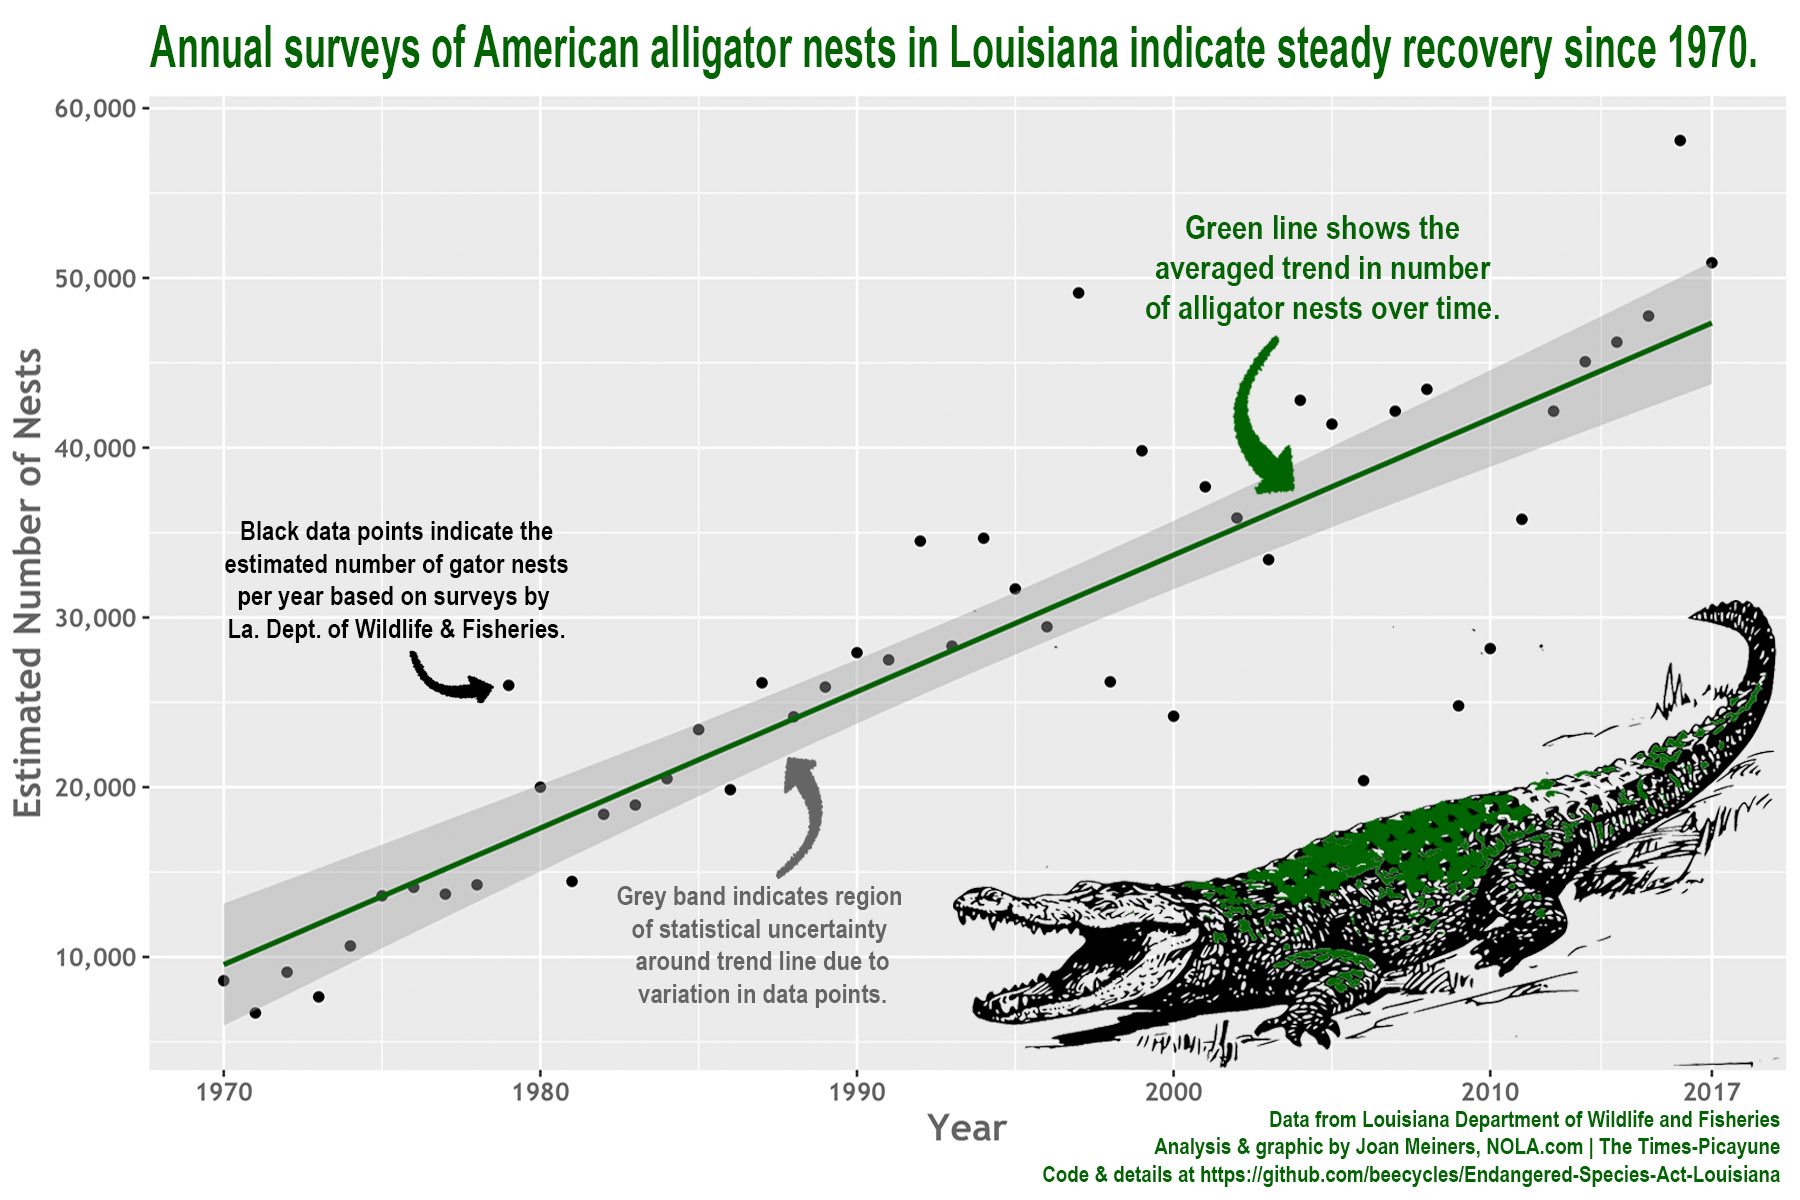 Annual surveys of American alligator nests in Louisiana indicate steady recovery since 1970.
60,000
50,000
40,000
30,000
20,000
10,000
Estimated Number of Nests
Green line shows the
averaged trend in number
of alligator nests over time.
Black data points indicate the
estimated number of gator nests
per year based on surveys by
La. Dept. of Wildlife & Fisheries.
Grey band indicates region
of statistical uncertainty
around trend line due to
variation in data points.
1970
1980
1990
2000
2010
2017
Year
Data from Louisiana Department of Wildlife and Fisheries
Analysis & graphic by Joan Meiners, NOLA.com | The Times-Picayune
Code & details at https://github.com/beecycles/Endangered-Species-Act-Louisiana